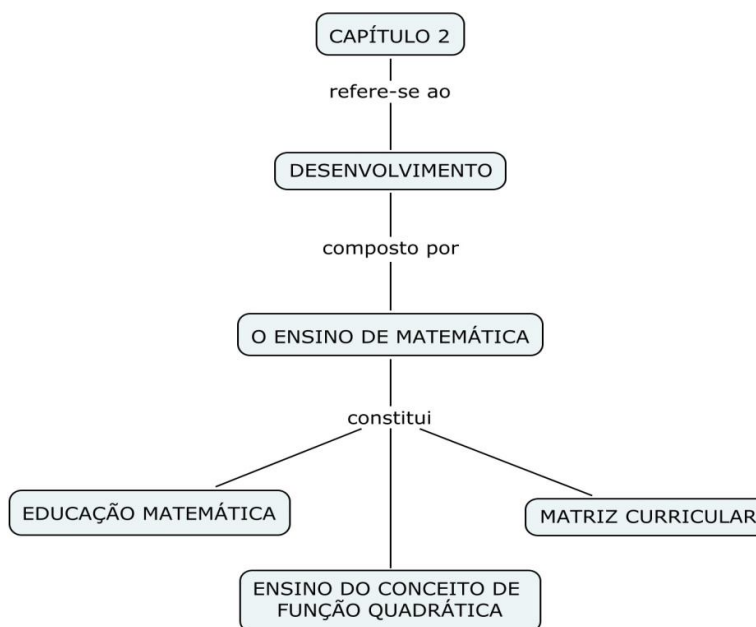 CAPÍTULO 2
refere-se ao
DESENVOLVIMENTO
composto por
O ENSINO DE MATEMÁTICA
constitui
EDUCAÇÃO MATEMÁTICA
MATRIZ CURRICULAR
ENSINO DO CONCEITO DE
FUNÇÃO QUADRÁTICA